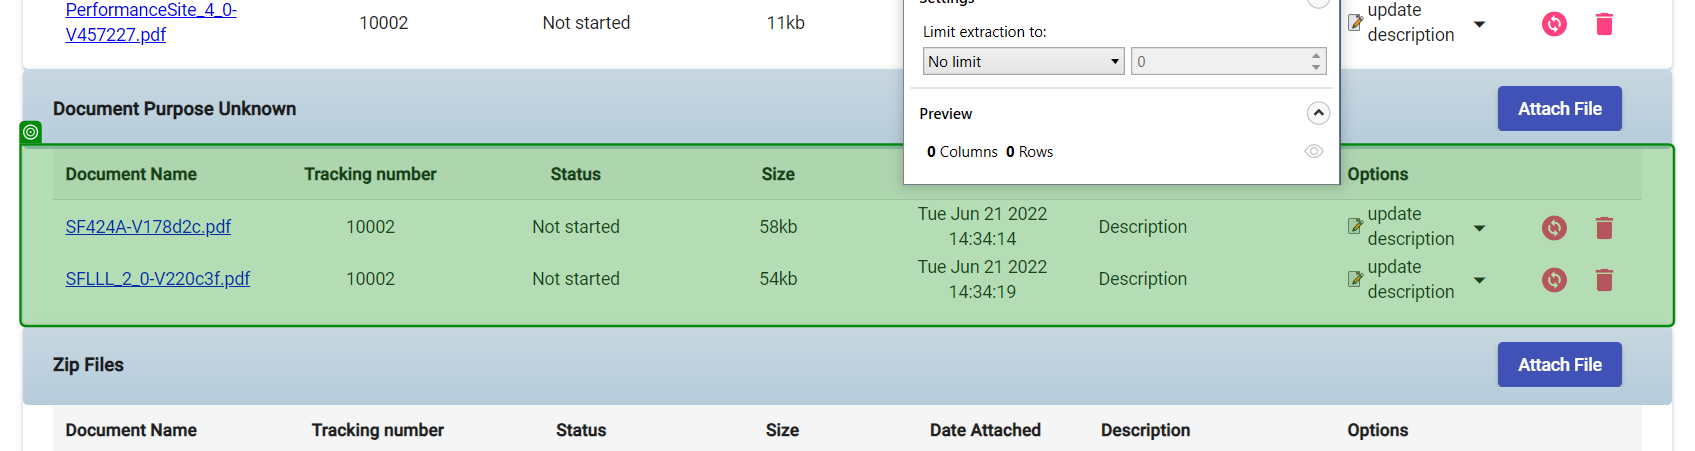 PerformanceSite_4_0-
V457227.pdf
10002
Not started
11kb
update
description
Settings
Limit extraction to:
No limit
0
Document Purpose Unknown
Attach File
Preview
0 Columns 0 Rows
Document Name Tracking number Status Size Options
SF424A-V178d2c.pdf 10002 Not started 58kb Tue Jun 21 2022 Description update
14:34:14 description
SFLLL_2_0-V220c3f.pdf 10002 Not started 54kb Tue Jun 21 2022 Description update
14:34:19 description
Zip Files
Attach File
Document Name Tracking number Status Size Date Attached Description Options